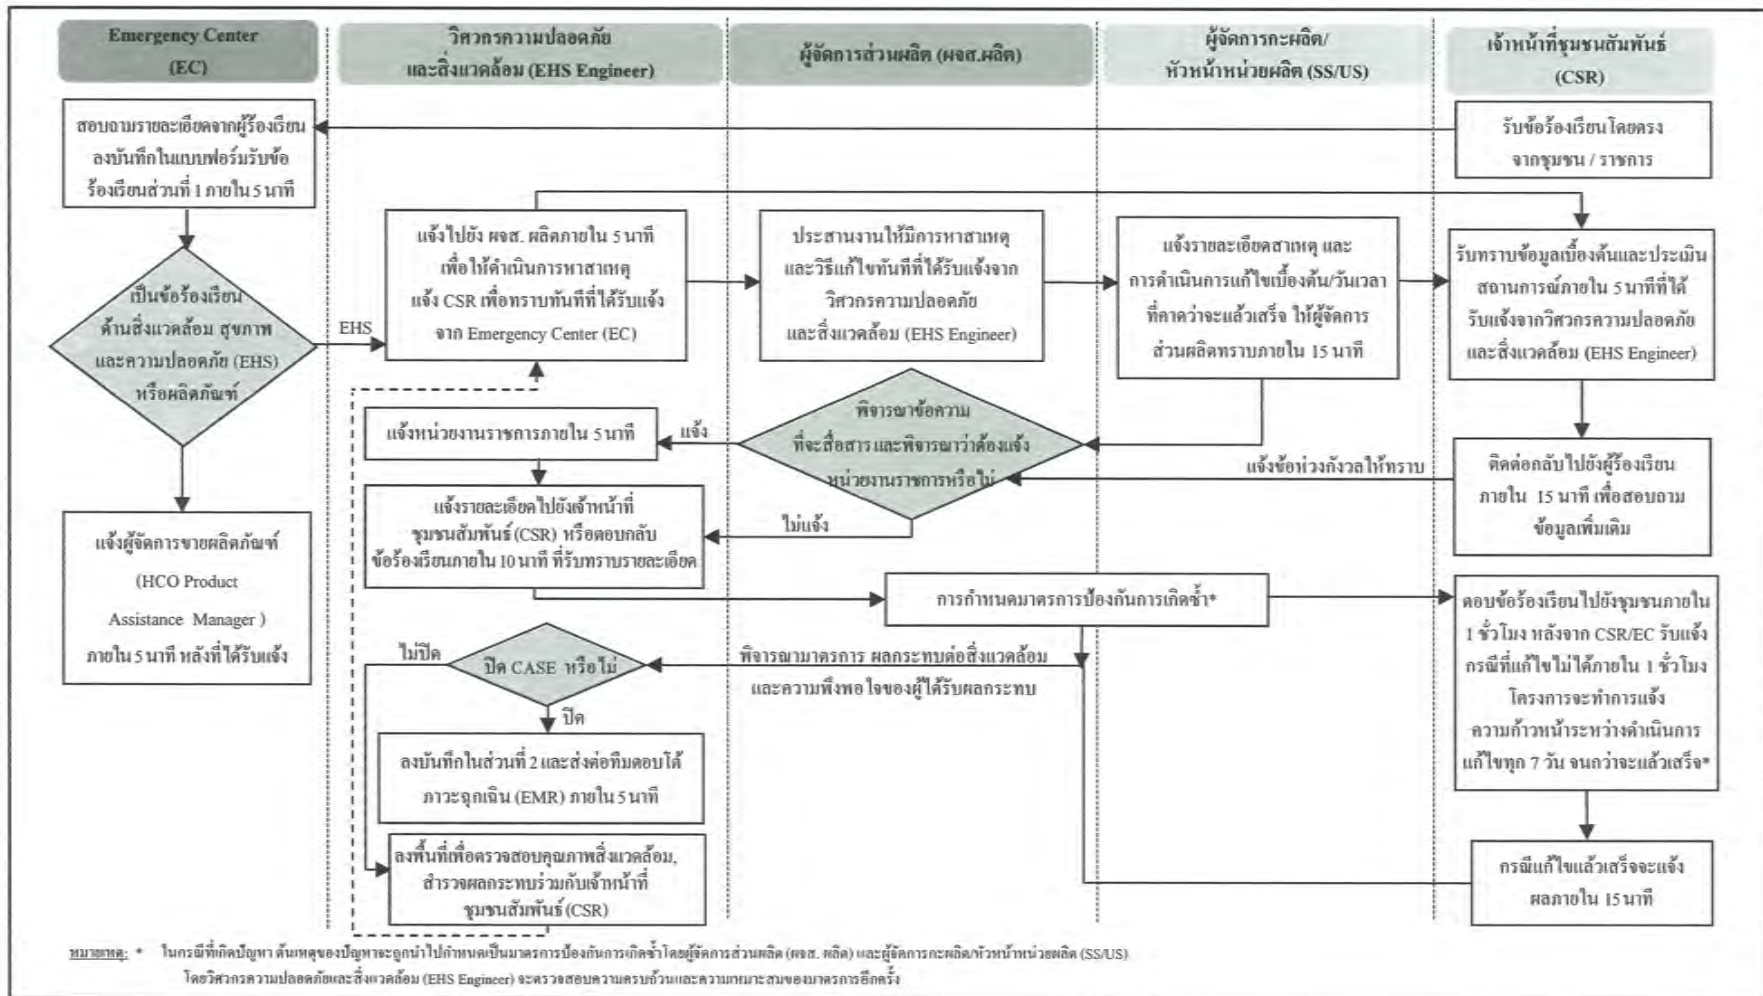 Emergency Center
(EC)
วิศวกรความปลอดภัย
และสิ่งแวดล้อม (EHS Engineer)
ผู้จัดการส่วนผลิต (ผจส.ผลิต)
ผู้จัดการกะผลิต/
หัวหน้าหน่วยผลิต (SS/US)
เจ้าหน้าที่ชุมชนสัมพันธ์
(CSR)
สอบถามรายละเอียดจากผู้ร้องเรียน
ลงบันทึกในแบบฟอร์มรับข้อ
ร้องเรียนส่วนที่ 1 ภายใน 5 นาที
รับข้อร้องเรียนโดยตรง
จากชุมชน / ราชการ
เป็นข้อร้องเรียน
ด้านสิ่งแวดล้อม สุขภาพ
และความปลอดภัย (EHS)
หรือผลิตภัณฑ์
EHS
แจ้งไปยัง ผจส. ผลิตภายใน 5 นาที
เพื่อให้ดำเนินการหาสาเหตุ
แจ้ง CSR เพื่อทราบทันทีที่ได้รับแจ้ง
จาก Emergency Center (EC)
ประสานงานให้มีการหาสาเหตุ
และวิธีแก้ไขทันทีที่ได้รับแจ้งจาก
วิศวกรความปลอดภัย
และสิ่งแวดล้อม (EHS Engineer)
แจ้งรายละเอียดสาเหตุ และ
การดำเนินการแก้ไขเบื้องต้น/วันเวลา
ที่คาดว่าจะแล้วเสร็จ ให้ผู้จัดการ
ส่วนผลิตทราบภายใน 15 นาที
รับทราบข้อมูลเบื้องต้นและประเมิน
สถานการณ์ภายใน 5 นาทีที่ได้
รับแจ้งจากวิศวกรความปลอดภัย
และสิ่งแวดล้อม (EHS Engineer)
แจ้งหน่วยงานราชการภายใน 5 นาที
แจ้ง
พิจารณาข้อความ
ที่จะสื่อสาร และพิจารณาว่าต้องแจ้ง
หน่วยงานราชการหรือไม่
แจ้งข้อห่วงกังวลให้ทราบ
ติดต่อกลับไปยังผู้ร้องเรียน
ภายใน 15 นาที เพื่อสอบถาม
ข้อมูลเพิ่มเติม
แจ้งรายละเอียดไปยังเจ้าหน้าที่
ชุมชนสัมพันธ์ (CSR) หรือตอบกลับ
ข้อร้องเรียนภายใน 10 นาที ที่รับทราบรายละเอียด
ไม่แจ้ง
แจ้งผู้จัดการขายผลิตภัณฑ์
(HCO Product
Assistance Manager )
ภายใน 5 นาที หลังที่ได้รับแจ้ง
การกำหนดมาตรการป้องกันการเกิดซ้ำ*
ตอบข้อร้องเรียนไปยังชุมชนภายใน
1 ชั่วโมง หลังจาก CSR/EC รับแจ้ง
กรณีที่แก้ไขไม่ได้ภายใน 1 ชั่วโมง
โครงการจะทำการแจ้ง
ความก้าวหน้าระหว่างดำเนินการ
แก้ไขทุก 7 วัน จนกว่าจะแล้วเสร็จ*
ไม่ปิด
ปิด CASE หรือไม่
พิจารณามาตรการ ผลกระทบต่อสิ่งแวดล้อม
และความพึงพอใจของผู้ได้รับผลกระทบ
ปิด
ลงบันทึกในส่วนที่ 2 และส่งต่อทีมตอบโต้
ภาวะฉุกเฉิน (EMR) ภายใน 5 นาที
ลงพื้นที่เพื่อตรวจสอบคุณภาพสิ่งแวดล้อม,
สำรวจผลกระทบร่วมกับเจ้าหน้าที่
ชุมชนสัมพันธ์ (CSR)
กรณีแก้ไขแล้วเสร็จจะแจ้ง
ผลภายใน 15 นาที
หมายเหตุ: * ในกรณีที่เกิดปัญหา ต้นเหตุของปัญหาจะถูกนำไปกำหนดเป็นมาตรการป้องกันการเกิดซ้ำโดยผู้จัดการส่วนผลิต (ผจส. ผลิต) และผู้จัดการกะผลิต/หัวหน้าหน่วยผลิต (SS/US)
โดยวิศวกรความปลอดภัยและสิ่งแวดล้อม (EHS Engineer) จะตรวจสอบความครบถ้วนและความเหมาะสมของมาตรการอีกครั้ง